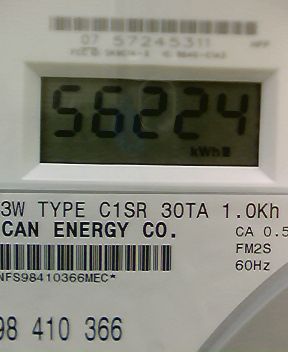 07 57245311
56224
kWh
3W TYPE C1SR 30TA 1.0Kh
CAN ENERGY CO.
CA 0.5
FM2S
60Hz
NFS98410366MEC*
98 410 366